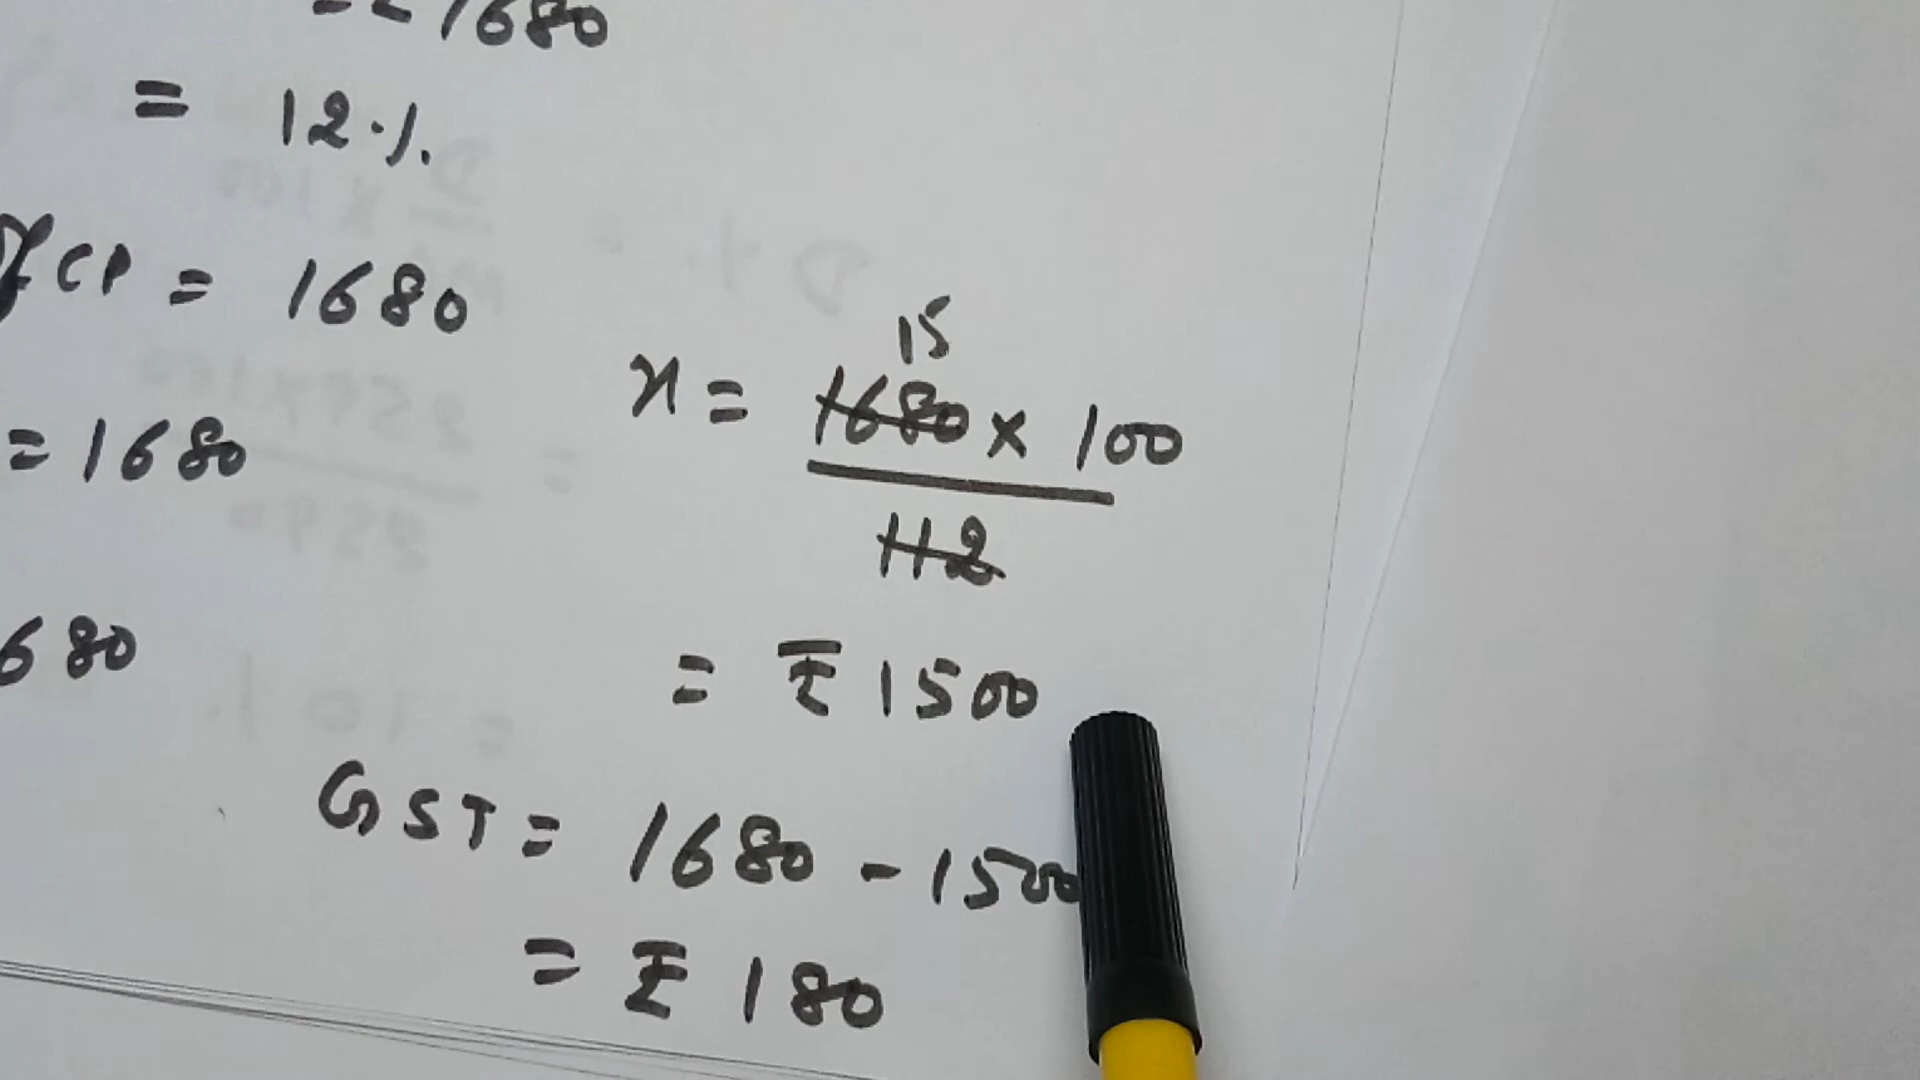 = ₹ 1680
= 12%
CP = 1680
= 1680
680
15
x = 1680 x 100
112
= ₹ 1500
GST = 1680 - 1500
= ₹ 180